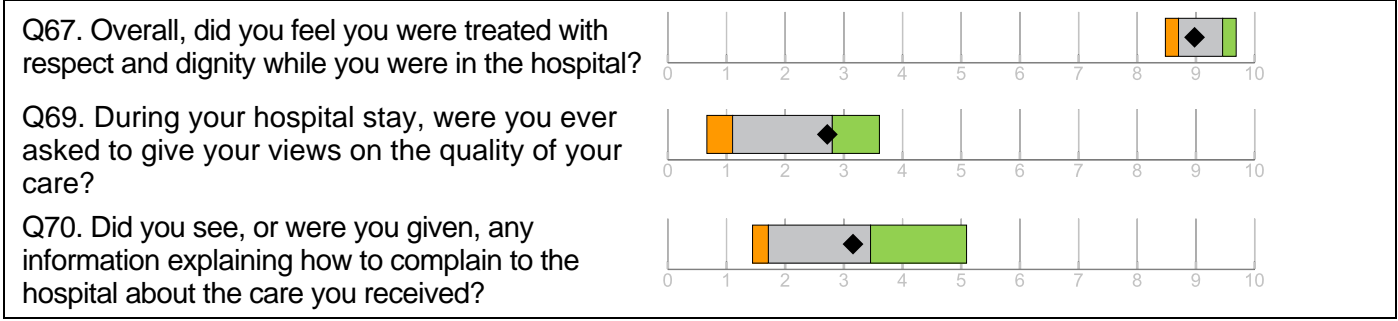 Q67. Overall, did you feel you were treated with
respect and dignity while you were in the hospital?
0 1 2 3 4 5 6 7 8 9 10
Q69. During your hospital stay, were you ever
asked to give your views on the quality of your
care?
0 1 2 3 4 5 6 7 8 9 10
Q70. Did you see, or were you given, any
information explaining how to complain to the
hospital about the care you received?
0 1 2 3 4 5 6 7 8 9 10